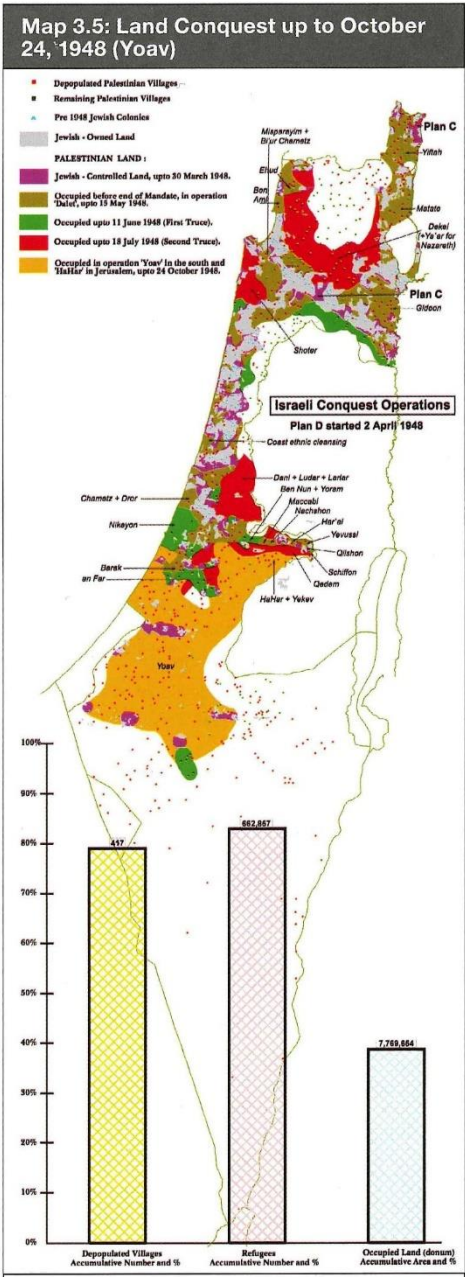 Map 3.5: Land Conquest up to October
24, 1948 (Yoav)
Depopulated Palestinian Villages
Remaining Palestinian Villages
Pre 1948 Jewish Colonies
Jewish - Owned Land
PALESTINIAN LAND :
Jewish - Controlled Land, upto 30 March 1948.
Occupied before end of Mandate, in operation
'Dalet', upto 15 May 1948.
Occupied upto 11 June 1948 (First Truce).
Occupied upto 18 July 1948 (Second Truce).
Occupied in operation 'Yoav' in the south and
'HaHar' in Jerusalem, upto 24 October 1948.
Misparayim +
Bi'ur Chametz
Ehud
Ben
Ami
Plan C
Yiftah
Matate
Dekel
(+Ya'ar for
Nazareth)
Plan C
Gideon
Shoter
Israeli Conquest Operations
Plan D started 2 April 1948
Coast ethnic cleansing
Dani + Ludar + Lerlar
Ben Nun + Yoram
Maccabi
Nachshon
Har'al
Yevussi
Qilshon
Schiffon
Qedem
HaHar + Yekev
Chametz + Dror
Nikayon
Barak
an Far
Yoav
100%
90%
80%
70%
60%
50%
40%
30%
20%
10%
0%
417
662,857
7,769,654
Depopulated Villages
Accumulative Number and %
Refugees
Accumulative Number and %
Occupied Land (donum)
Accumulative Area and %